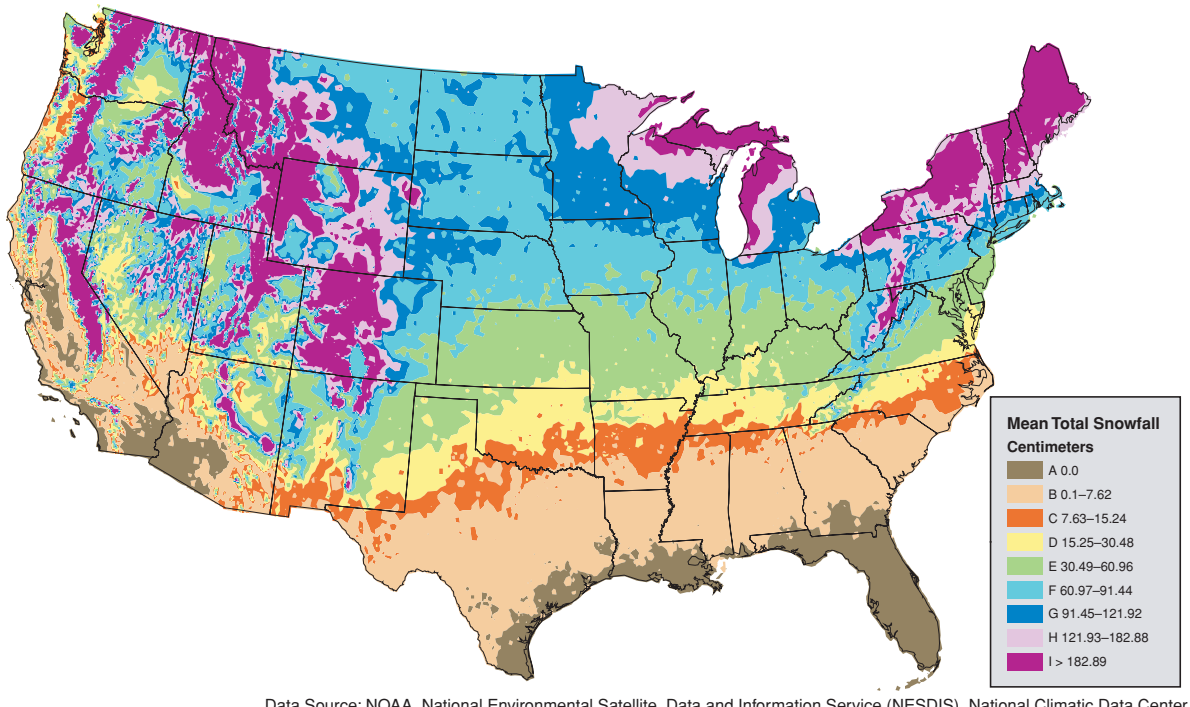 Mean Total Snowfall
Centimeters
A 0.0
B 0.1–7.62
C 7.63–15.24
D 15.25–30.48
E 30.49–60.96
F 60.97–91.44
G 91.45–121.92
H 121.93–182.88
I > 182.89
Data Source: NOAA, National Environmental Satellite, Data and Information Service (NESDIS), National Climatic Data Center